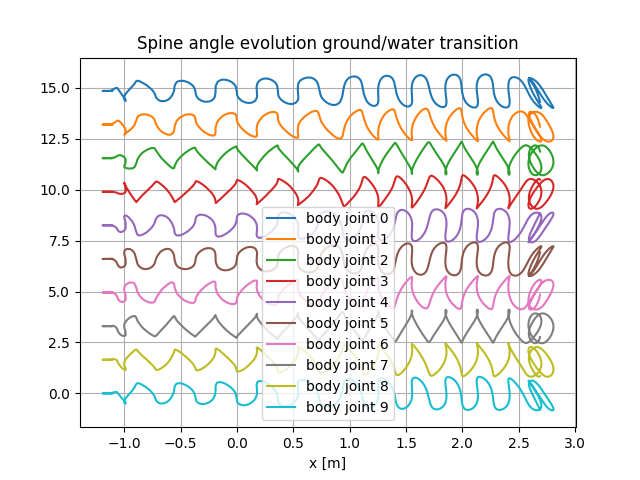 Spine angle evolution ground/water transition
15.0
12.5
10.0
7.5
5.0
2.5
0.0
body joint 0
body joint 1
body joint 2
body joint 3
body joint 4
body joint 5
body joint 6
body joint 7
body joint 8
body joint 9
−1.0 −0.5 0.0 0.5 1.0 1.5 2.0 2.5 3.0
x [m]